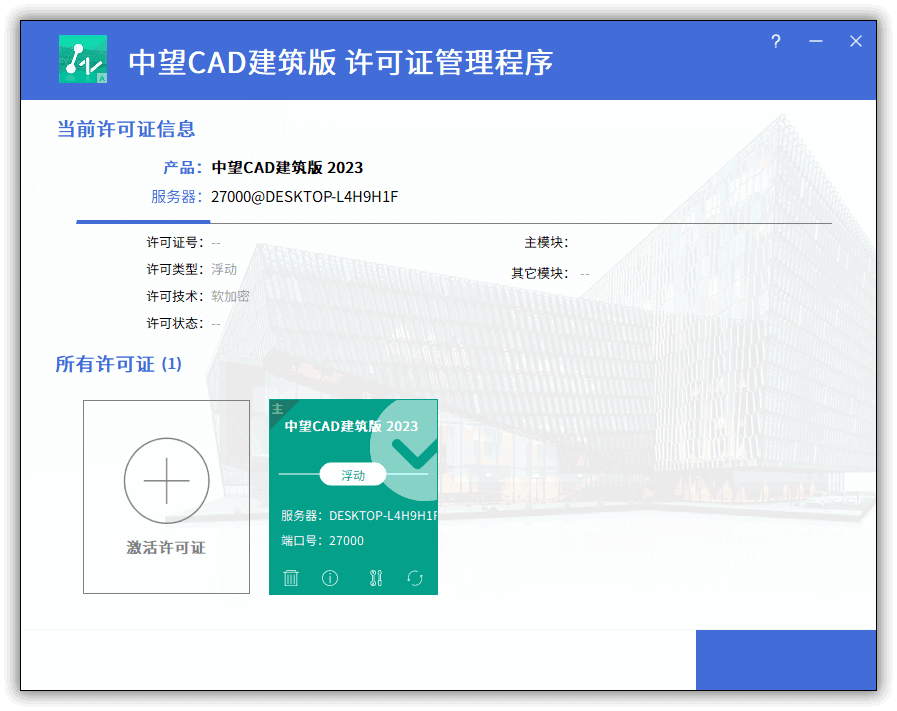 中望CAD建筑版 许可证管理程序
当前许可证信息
产品：中望CAD建筑版 2023
服务器：27000@DESKTOP-L4H9H1F
许可证号：--
主模块：
许可类型：浮动
其它模块： --
许可技术：软加密
许可状态：--
所有许可证 (1)
主
中望CAD建筑版 2023
浮动
服务器：DESKTOP-L4H9H1F
端口号：27000
激活许可证